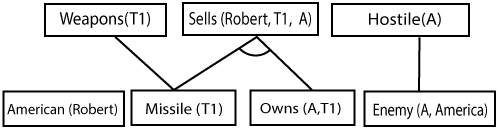 Weapons(T1)
Sells (Robert, T1, A)
Hostile(A)
American (Robert)
Missile (T1)
Owns (A,T1)
Enemy (A, America)